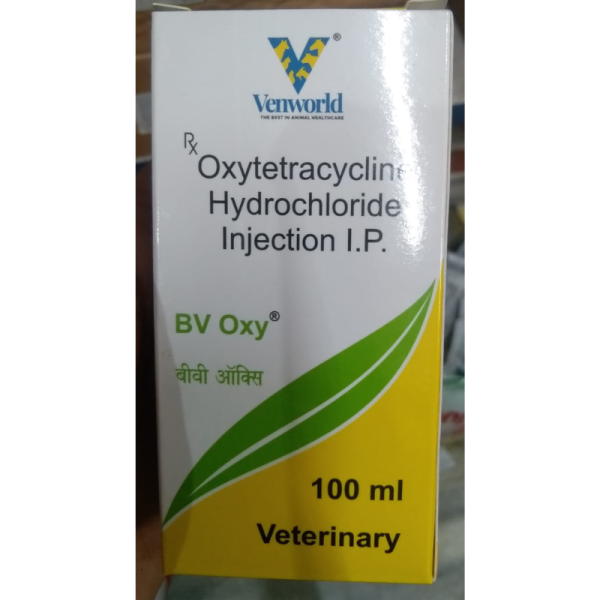 ®
Venworld
THE BEST IN ANIMAL HEALTHCARE
Rx Oxytetracycline
Hydrochloride
Injection I.P.
BV Oxy®
बीवी ऑक्सि
100 ml
Veterinary